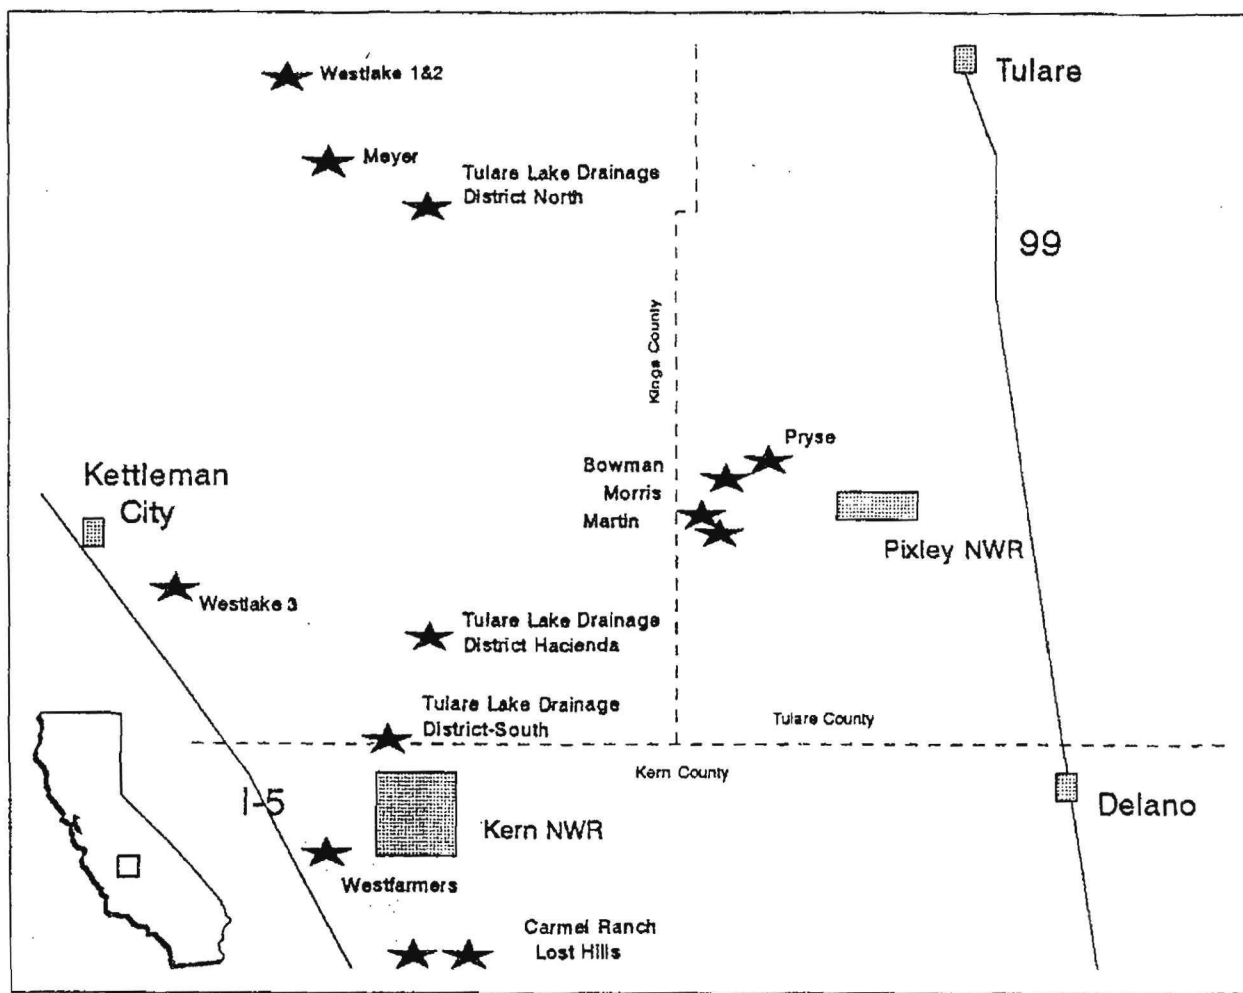 Westlake 1&2
Tulare
Meyer
Tulare Lake Drainage
District North
99
Kings County
Pryse
Bowman
Morris
Martin
Kettleman
City
Pixley NWR
Westlake 3
Tulare Lake Drainage
District Hacienda
Tulare Lake Drainage
District-South
Tulare County
Kern County
I-5
Kern NWR
Delano
Westfarmers
Carmel Ranch
Lost Hills